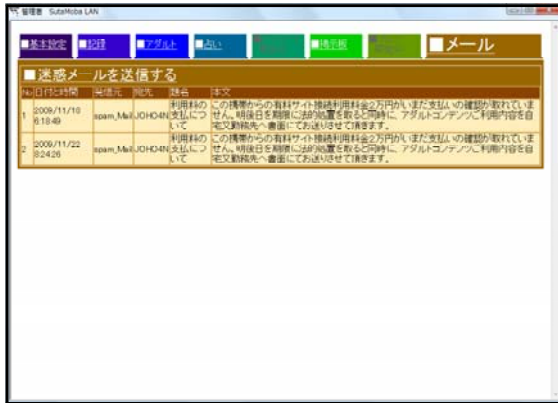 管理者 SutaMoba LAN
■基本設定 ■記録 ■アダルト ■占い ■掲示板 ■メール
■迷惑メールを送信する
No 日付と時間 発信元 宛先 題名 本文
1 2009/11/18 6:18:49 spam_Mail JOHO4N 利用料の支払について この携帯からの有料サイト接続利用料金2万円がいまだ支払いの確認が取れていま
せん。明後日を期限に法的処置を取ると同時に、アダルトコンテンツご利用内容を自
宅又勤務先へ書面にてお送りさせて頂きます。
2 2009/11/22 8:24:26 spam_Mail JOHO4N 利用料の支払について この携帯からの有料サイト接続利用料金2万円がいまだ支払いの確認が取れていま
せん。明後日を期限に法的処置を取ると同時に、アダルトコンテンツご利用内容を自
宅又勤務先へ書面にてお送りさせて頂きます。